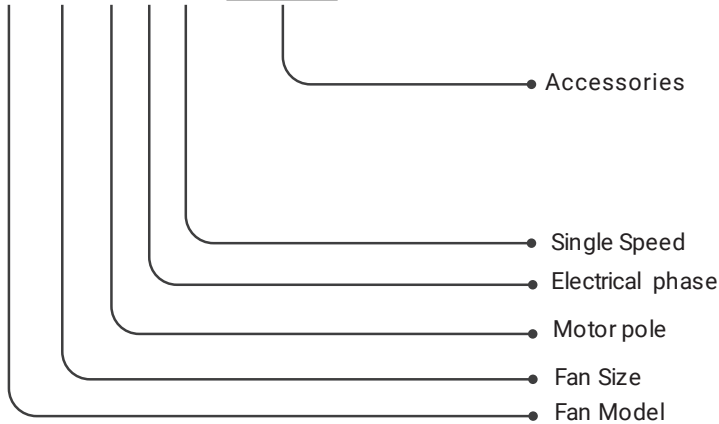 Accessories
Single Speed
Electrical phase
Motor pole
Fan Size
Fan Model